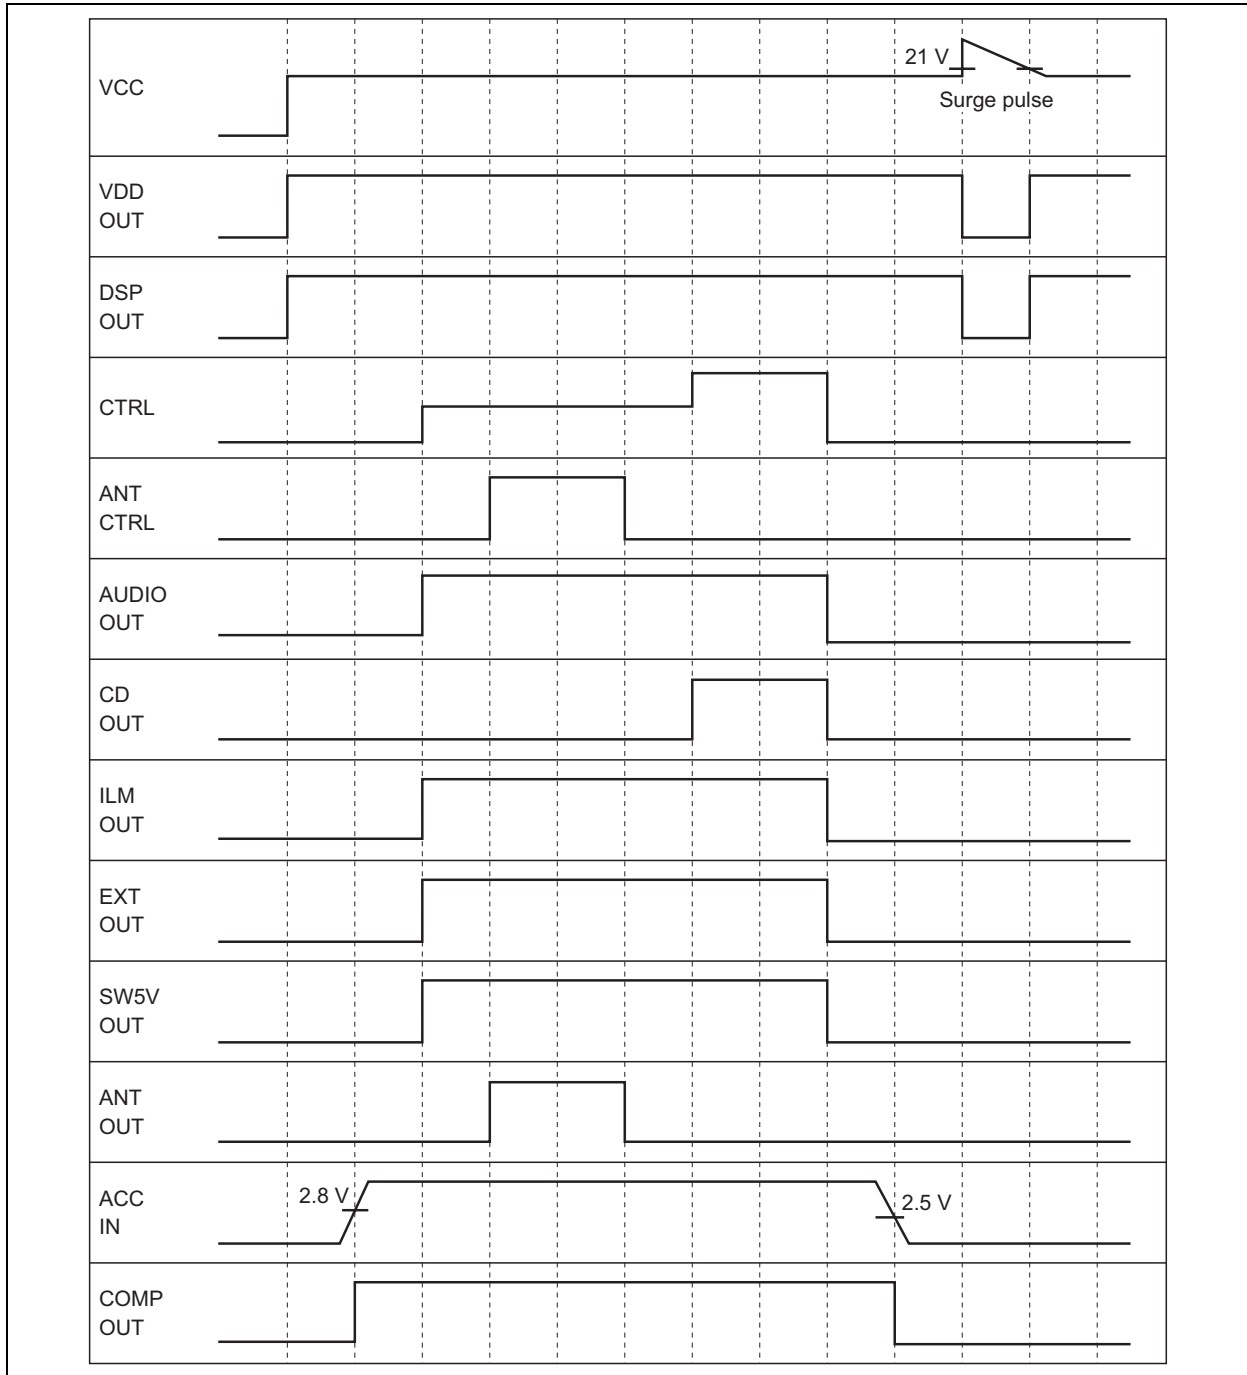 VCC
21 V
Surge pulse
VDD
OUT
DSP
OUT
CTRL
ANT
CTRL
AUDIO
OUT
CD
OUT
ILM
OUT
EXT
OUT
SW5V
OUT
ANT
OUT
ACC
IN
2.8 V
2.5 V
COMP
OUT